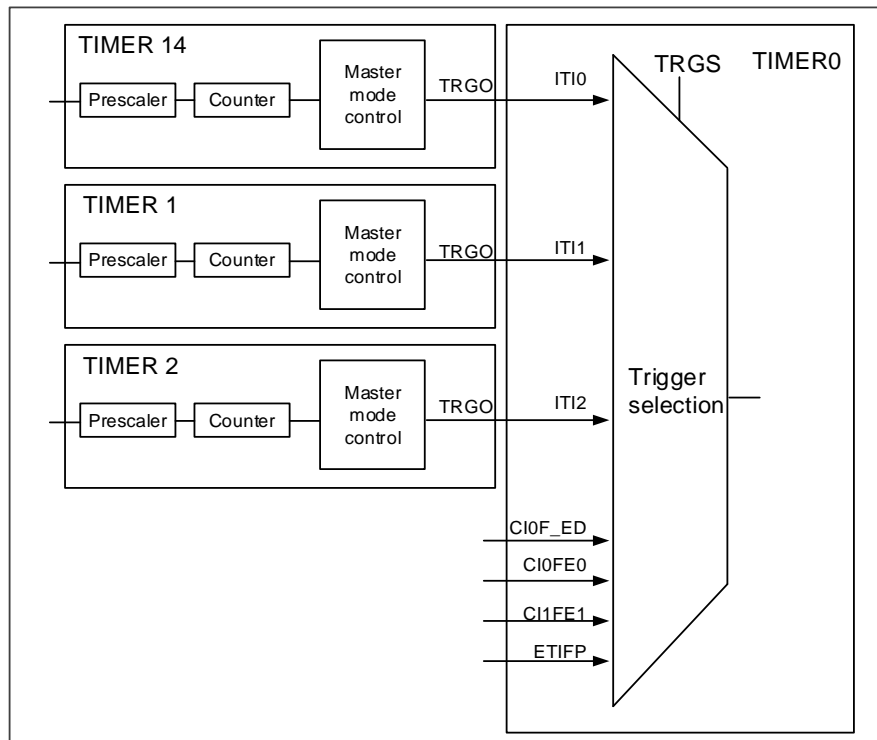 TIMER 14
Prescaler
Counter
Master
mode
control
TRGO
ITI0
TRGS
TIMER0
TIMER 1
Prescaler
Counter
Master
mode
control
TRGO
ITI1
TIMER 2
Prescaler
Counter
Master
mode
control
TRGO
ITI2
Trigger
selection
CI0F_ED
CI0FE0
CI1FE1
ETIFP